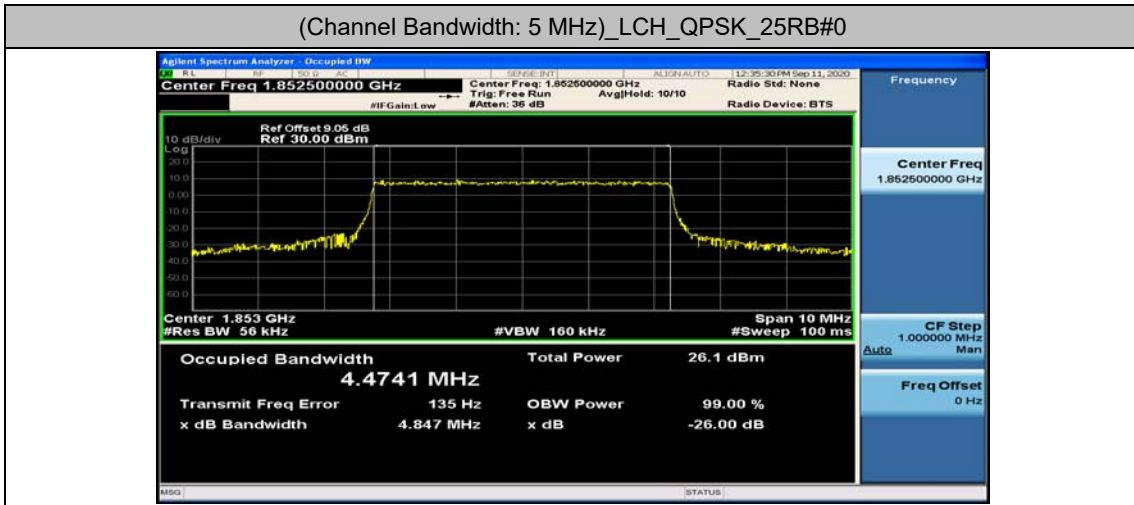 (Channel Bandwidth: 5 MHz)_LCH_QPSK_25RB#0
Agilent Spectrum Analyzer - Occupied BW
LXI RL RF 50 Ω AC SENSE:INT ALIGN AUTO 12:35:30 PM Sep 11, 2020
Center Freq 1.852500000 GHz
Center Freq: 1.852500000 GHz
Radio Std: None
Trig: Free Run Avg|Hold: 10/10
#IFGain:Low #Atten: 36 dB Radio Device: BTS
Frequency
Ref Offset 9.05 dB
10 dB/div Ref 30.00 dBm
Log
20.0
10.0
0.00
-10.0
-20.0
-30.0
-40.0
-50.0
-60.0
Center 1.853 GHz Span 10 MHz
#Res BW 56 kHz #VBW 160 kHz #Sweep 100 ms
Center Freq
1.852500000 GHz
CF Step
1.000000 MHz
Auto Man
Freq Offset
0 Hz
Occupied Bandwidth Total Power 26.1 dBm
4.4741 MHz
Transmit Freq Error 135 Hz OBW Power 99.00 %
x dB Bandwidth 4.847 MHz x dB -26.00 dB
MSG STATUS